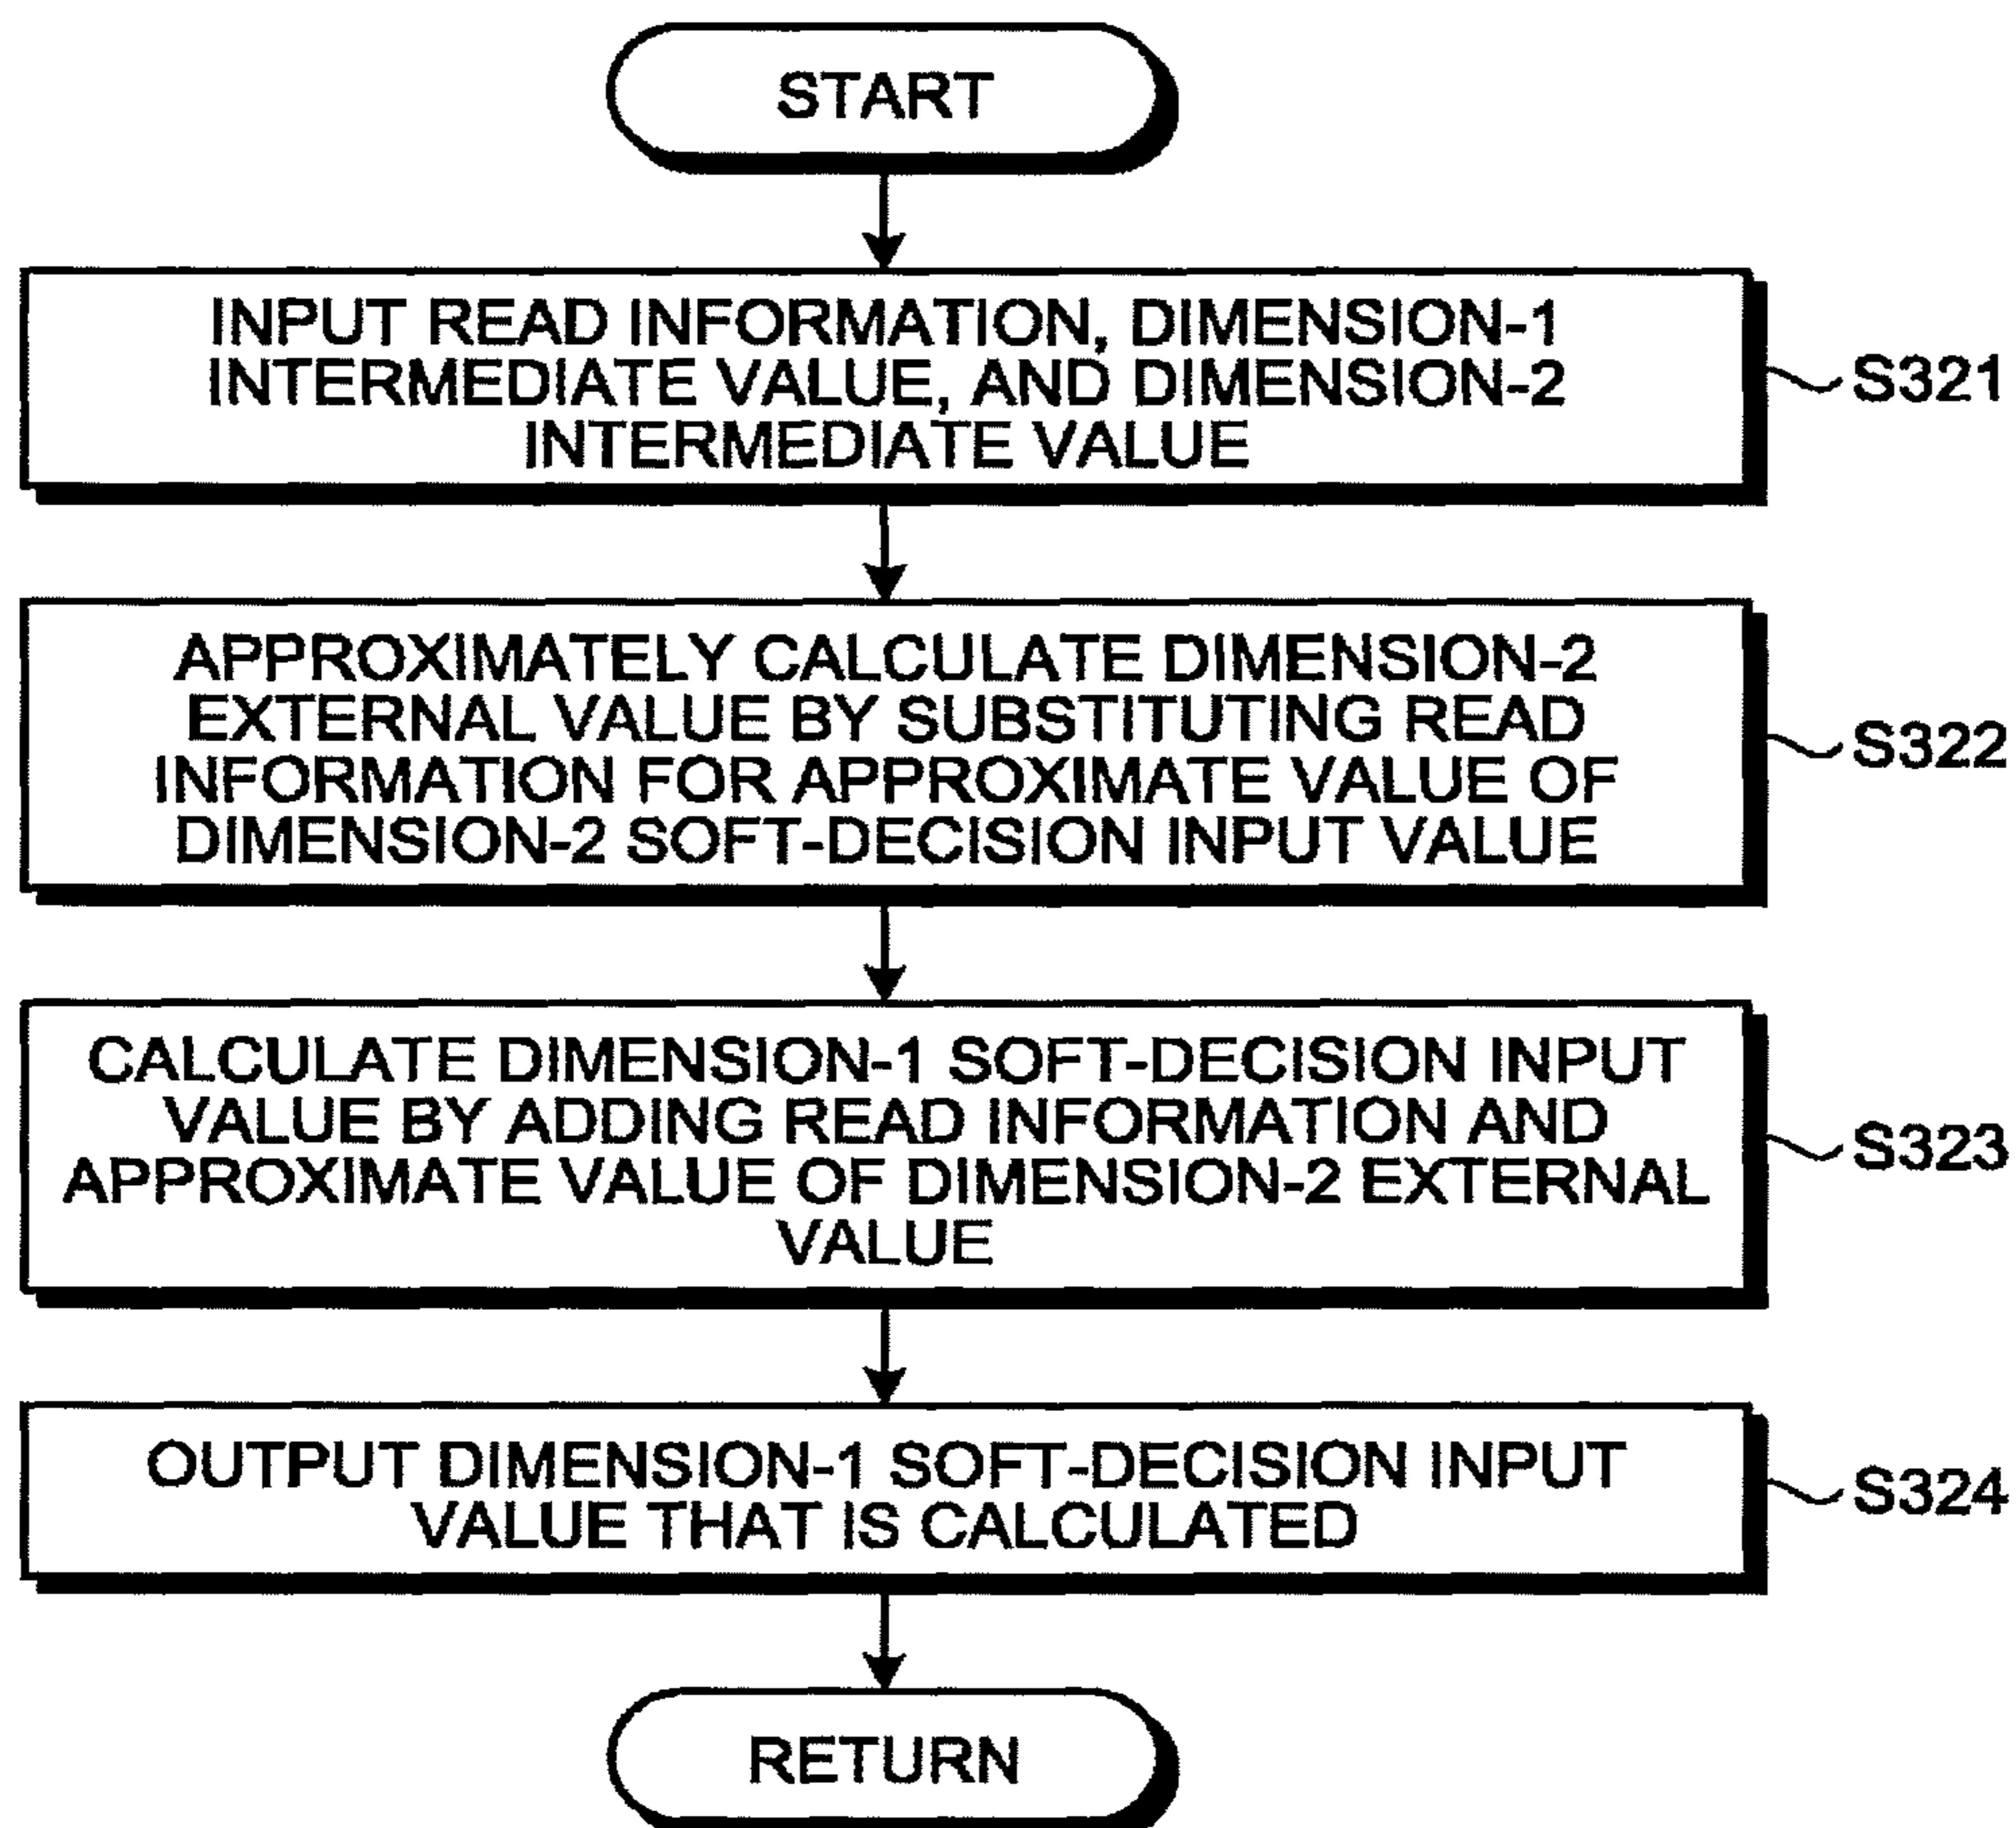 START
INPUT READ INFORMATION, DIMENSION-1
INTERMEDIATE VALUE, AND DIMENSION-2
INTERMEDIATE VALUE
S321
APPROXIMATELY CALCULATE DIMENSION-2
EXTERNAL VALUE BY SUBSTITUTING READ
INFORMATION FOR APPROXIMATE VALUE OF
DIMENSION-2 SOFT-DECISION INPUT VALUE
S322
CALCULATE DIMENSION-1 SOFT-DECISION INPUT
VALUE BY ADDING READ INFORMATION AND
APPROXIMATE VALUE OF DIMENSION-2 EXTERNAL
VALUE
S323
OUTPUT DIMENSION-1 SOFT-DECISION INPUT
VALUE THAT IS CALCULATED
S324
RETURN